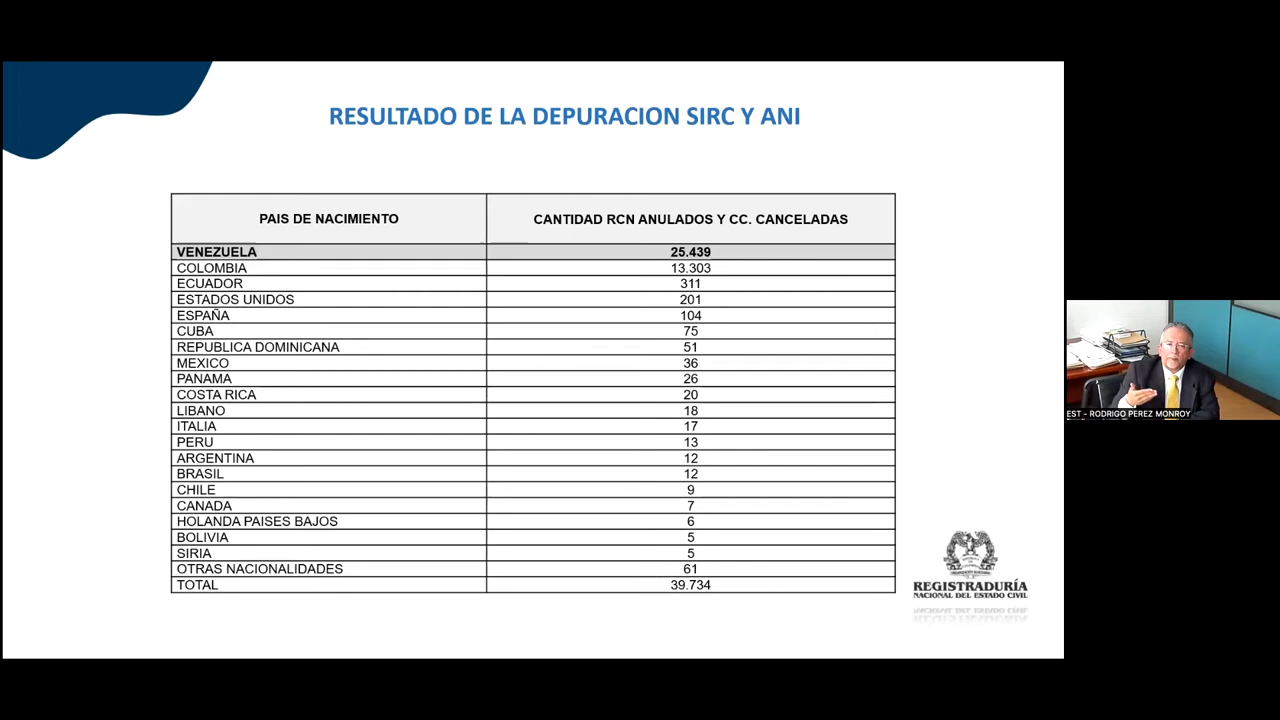 RESULTADO DE LA DEPURACION SIRC Y ANI
PAIS DE NACIMIENTO CANTIDAD RCN ANULADOS Y CC. CANCELADAS
VENEZUELA 25.439
COLOMBIA 13.303
ECUADOR 311
ESTADOS UNIDOS 201
ESPAÑA 104
CUBA 75
REPUBLICA DOMINICANA 51
MEXICO 36
PANAMA 26
COSTA RICA 20
LIBANO 18
ITALIA 17
PERU 13
ARGENTINA 12
BRASIL 12
CHILE 9
CANADA 7
HOLANDA PAISES BAJOS 6
BOLIVIA 5
SIRIA 5
OTRAS NACIONALIDADES 61
TOTAL 39.734
REGISTRADURÍA
NACIONAL DEL ESTADO CIVIL
EST - RODRIGO PEREZ MONROY